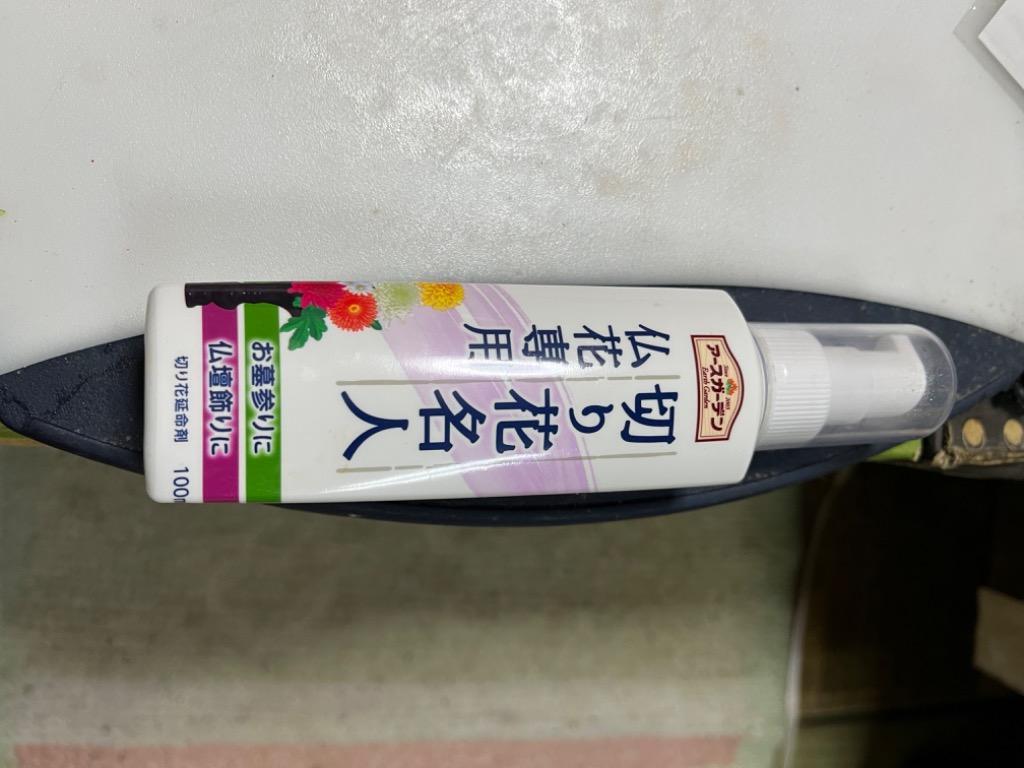 アースガーデン
Earth Garden
仏花専用
切り花名人
お墓参りに
仏壇飾りに
切り花延命剤 100m